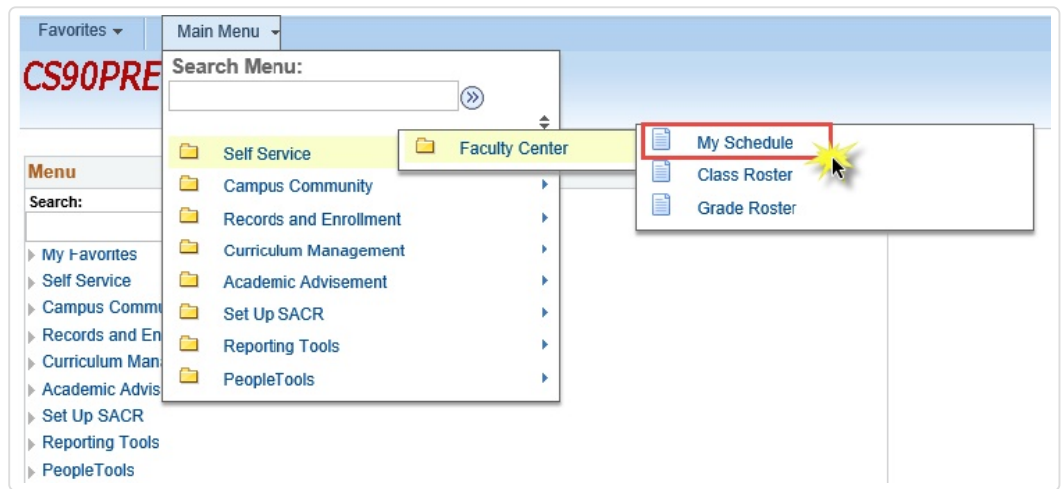 Favorites
Main Menu
CS90PRE
Search Menu:
Self Service
Campus Community
Records and Enrollment
Curriculum Management
Academic Advisement
Set Up SACR
Reporting Tools
PeopleTools
Faculty Center
My Schedule
Class Roster
Grade Roster
Menu
Search:
My Favorites
Self Service
Campus Commu
Records and En
Curriculum Man
Academic Advis
Set Up SACR
Reporting Tools
PeopleTools